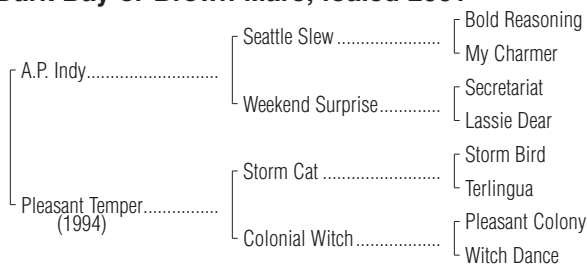 Dark Bay or Brown Mare; foaled 2001
Bold Reasoning
Seattle Slew
My Charmer
A.P. Indy
Secretariat
Weekend Surprise
Lassie Dear
Storm Bird
Storm Cat
Terlingua
Pleasant Temper
(1994)
Pleasant Colony
Colonial Witch
Witch Dance